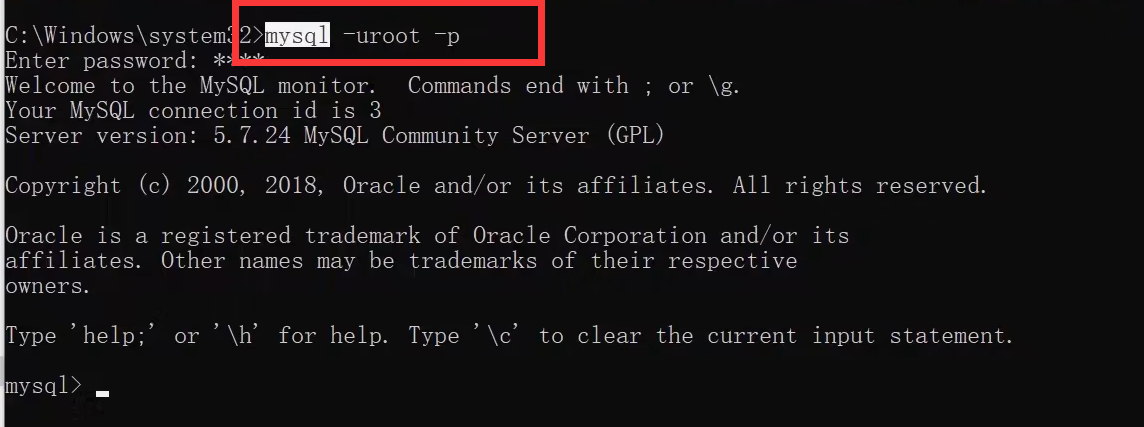 C:\Windows\system32>mysql -uroot -p
Enter password: ****
Welcome to the MySQL monitor.  Commands end with ; or \g.
Your MySQL connection id is 3
Server version: 5.7.24 MySQL Community Server (GPL)
Copyright (c) 2000, 2018, Oracle and/or its affiliates. All rights reserved.
Oracle is a registered trademark of Oracle Corporation and/or its
affiliates. Other names may be trademarks of their respective
owners.
Type 'help;' or '\h' for help. Type '\c' to clear the current input statement.
mysql>